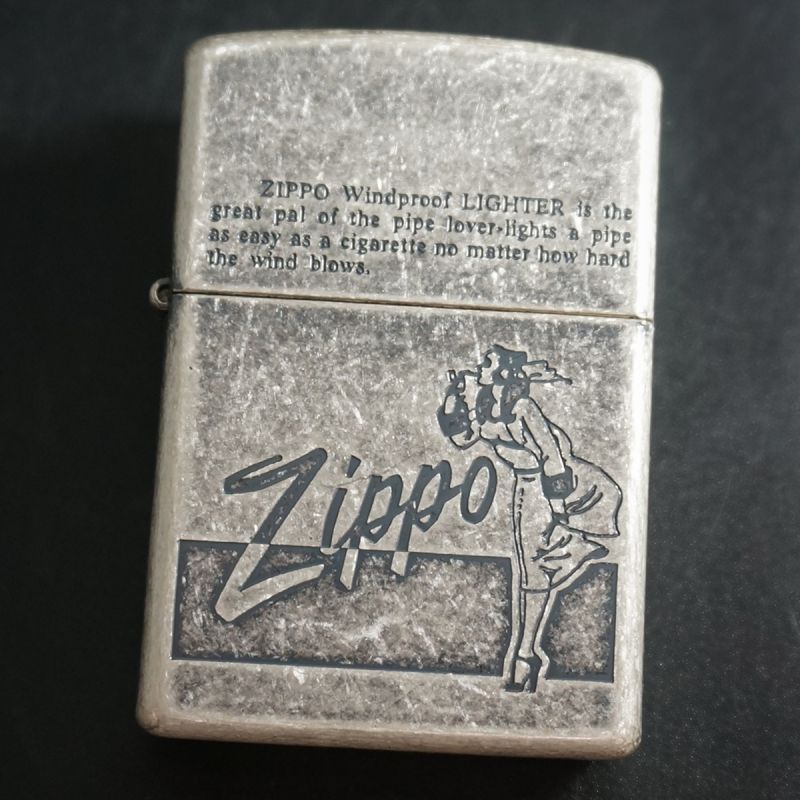 ZIPPO Windproof LIGHTER is the
great pal of the pipe lover-lights a pipe
as easy as a cigarette no matter how hard
the wind blows.
Zippo